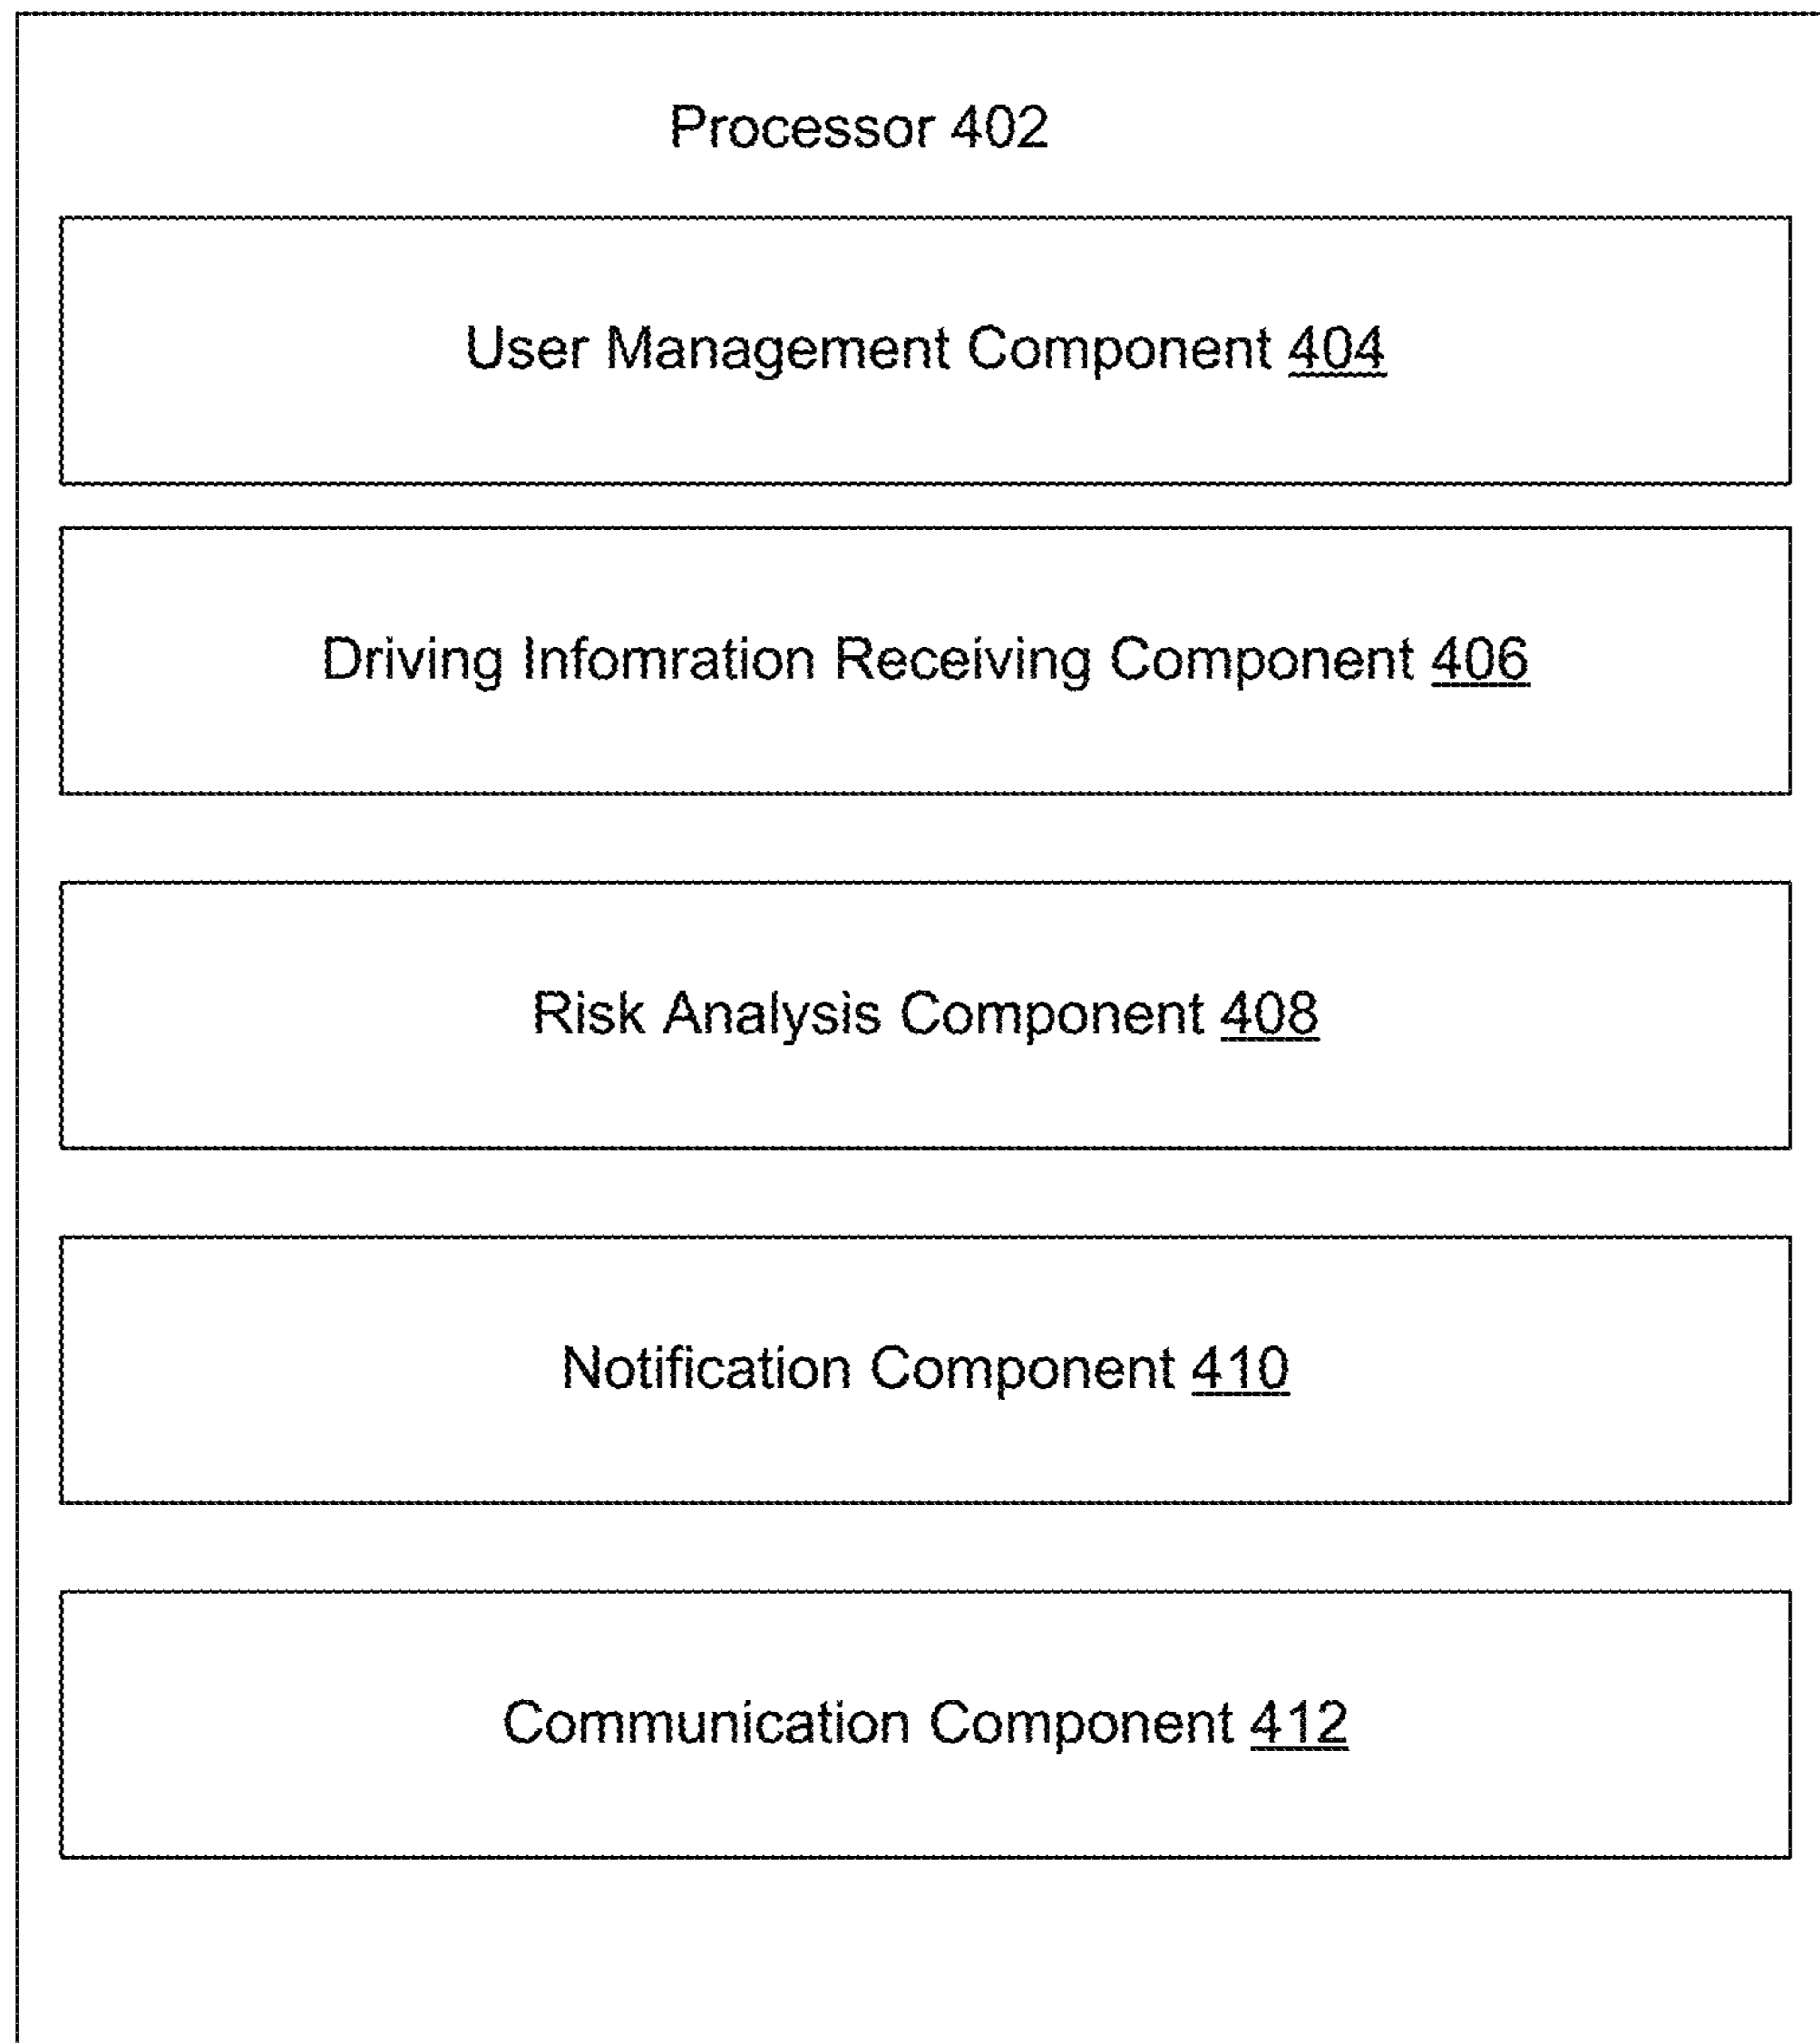 Processor 402
User Management Component 404
Driving Infomration Receiving Component 406
Risk Analysis Component 408
Notification Component 410
Communication Component 412